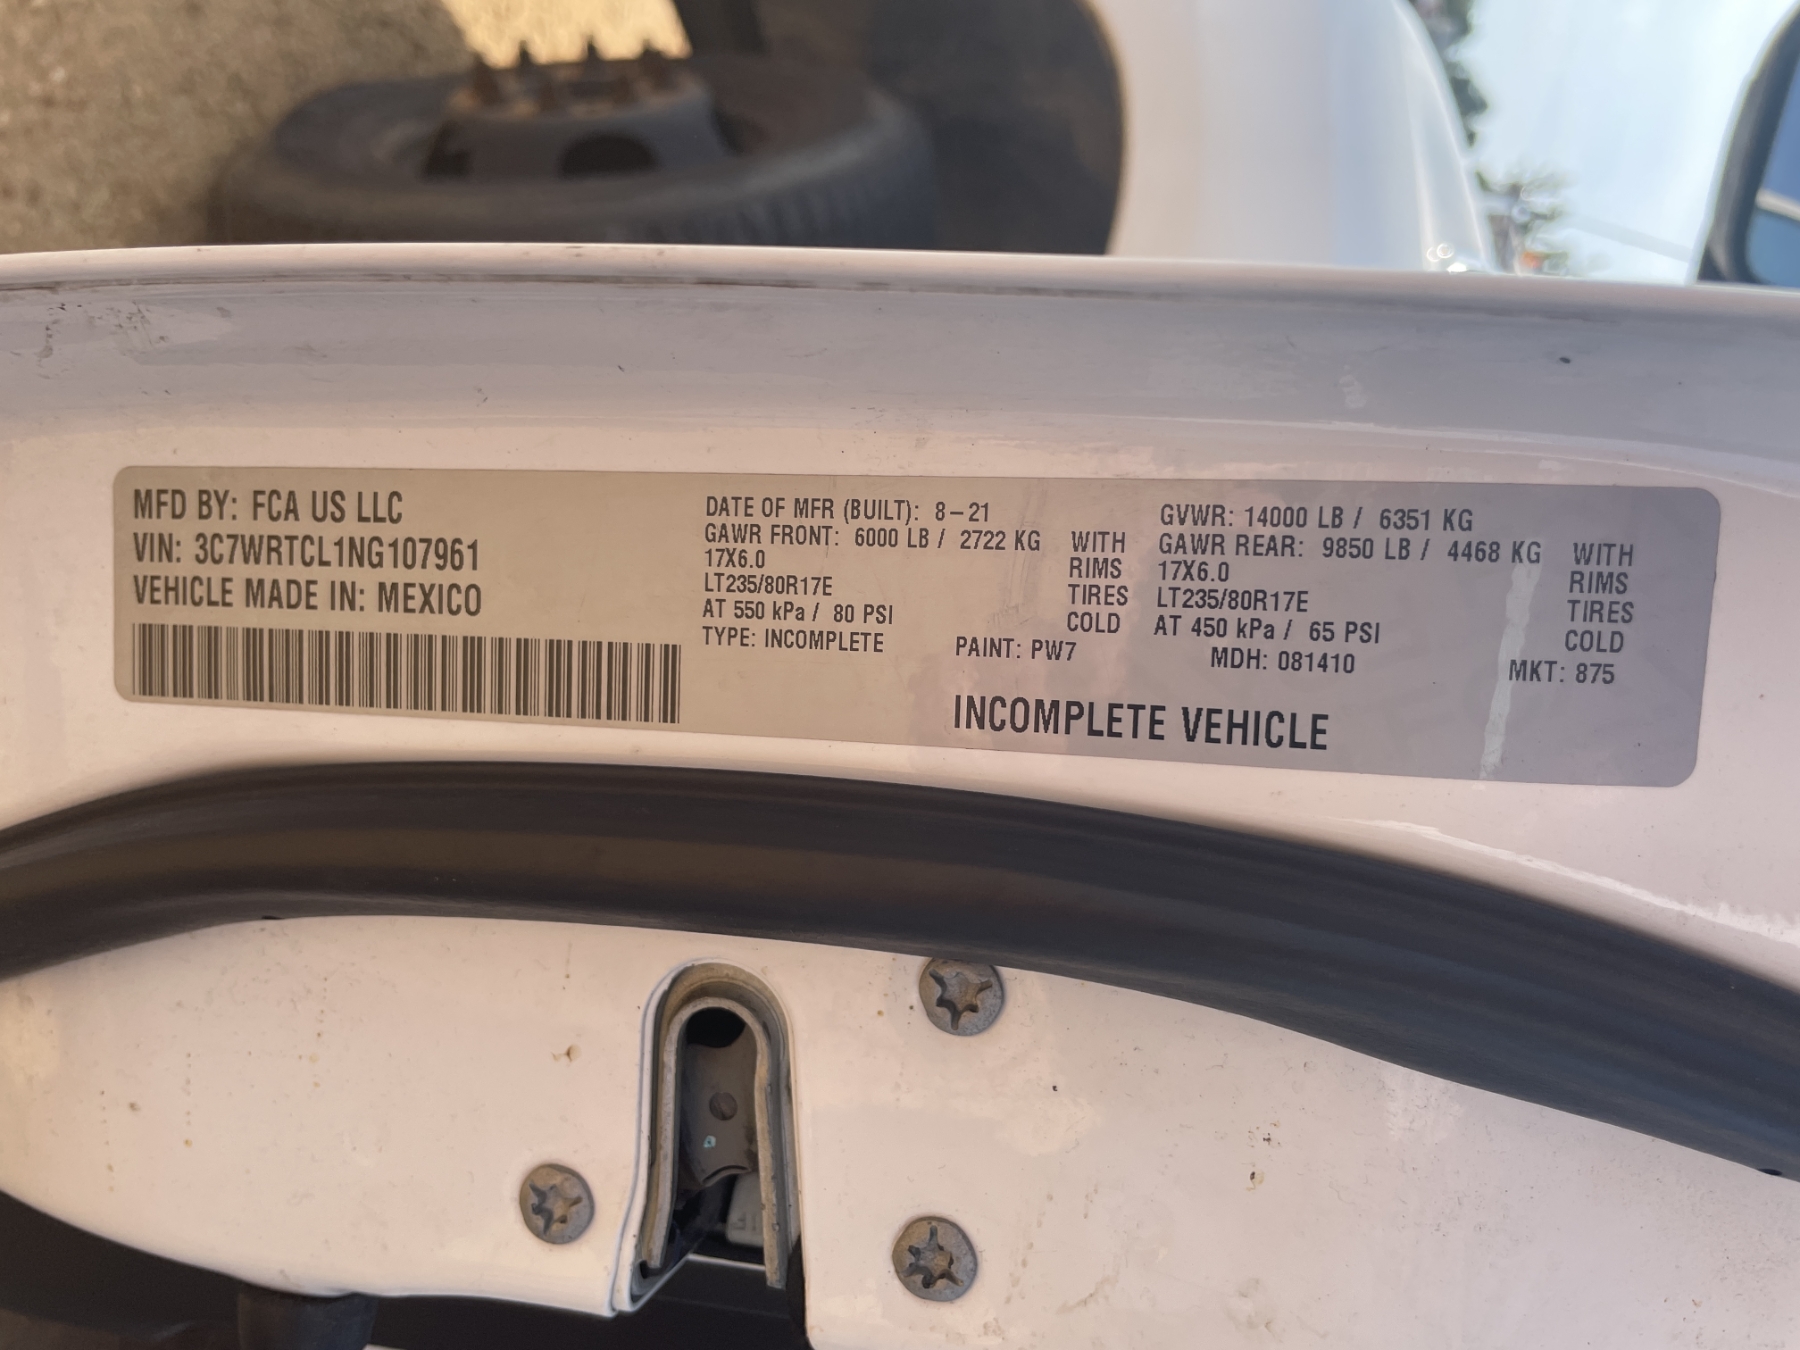 MFD BY: FCA US LLC
VIN: 3C7WRTCL1NG107961
VEHICLE MADE IN: MEXICO
DATE OF MFR (BUILT): 8-21
GAWR FRONT: 6000 LB / 2722 KG WITH
17X6.0 RIMS
LT235/80R17E TIRES
AT 550 kPa / 80 PSI COLD
TYPE: INCOMPLETE PAINT: PW7
GVWR: 14000 LB / 6351 KG
GAWR REAR: 9850 LB / 4468 KG WITH
17X6.0 RIMS
LT235/80R17E TIRES
AT 450 kPa / 65 PSI COLD
MDH: 081410 MKT: 875
INCOMPLETE VEHICLE